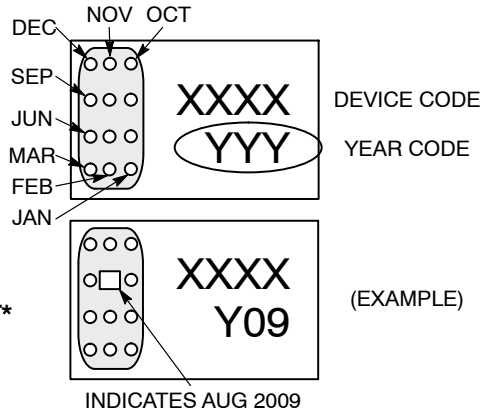 NOV OCT
DEC
SEP
XXXX DEVICE CODE
JUN
YYY YEAR CODE
MAR
FEB
JAN
XXXX
(EXAMPLE)
Y09
*
INDICATES AUG 2009